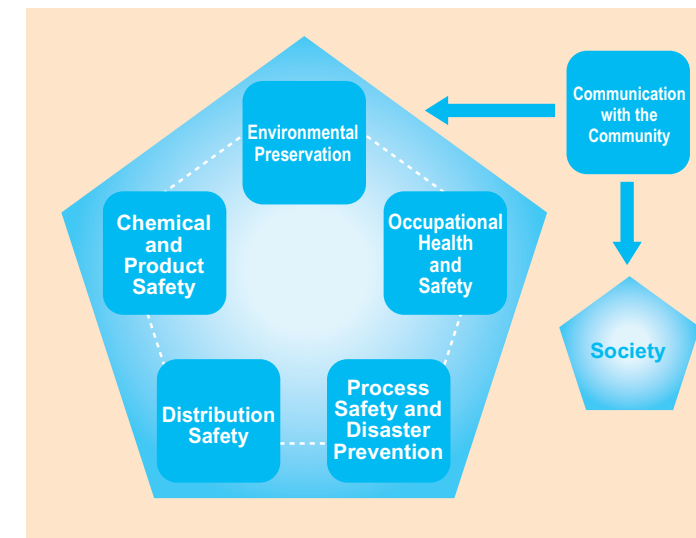 Environmental
Preservation
Communication
with the
Community
Chemical
and
Product
Safety
Occupational
Health
and
Safety
Society
Distribution
Safety
Process
Safety and
Disaster
Prevention